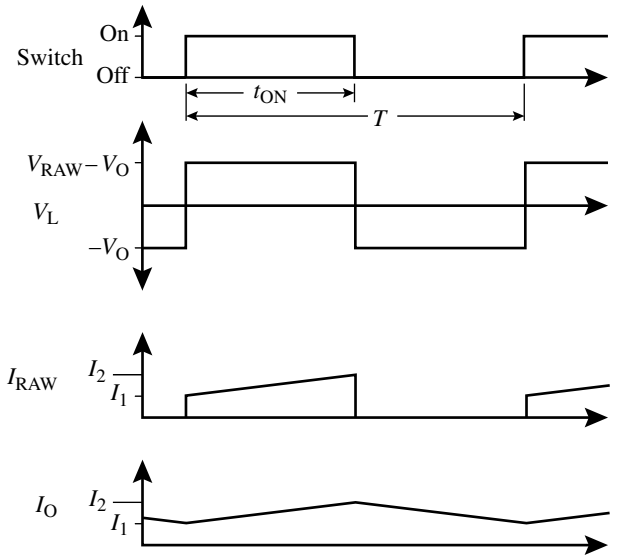 On
Switch
Off
t_ON
T
V_RAW – V_O
V_L
–V_O
I_RAW
I_2
I_1
I_O
I_2
I_1